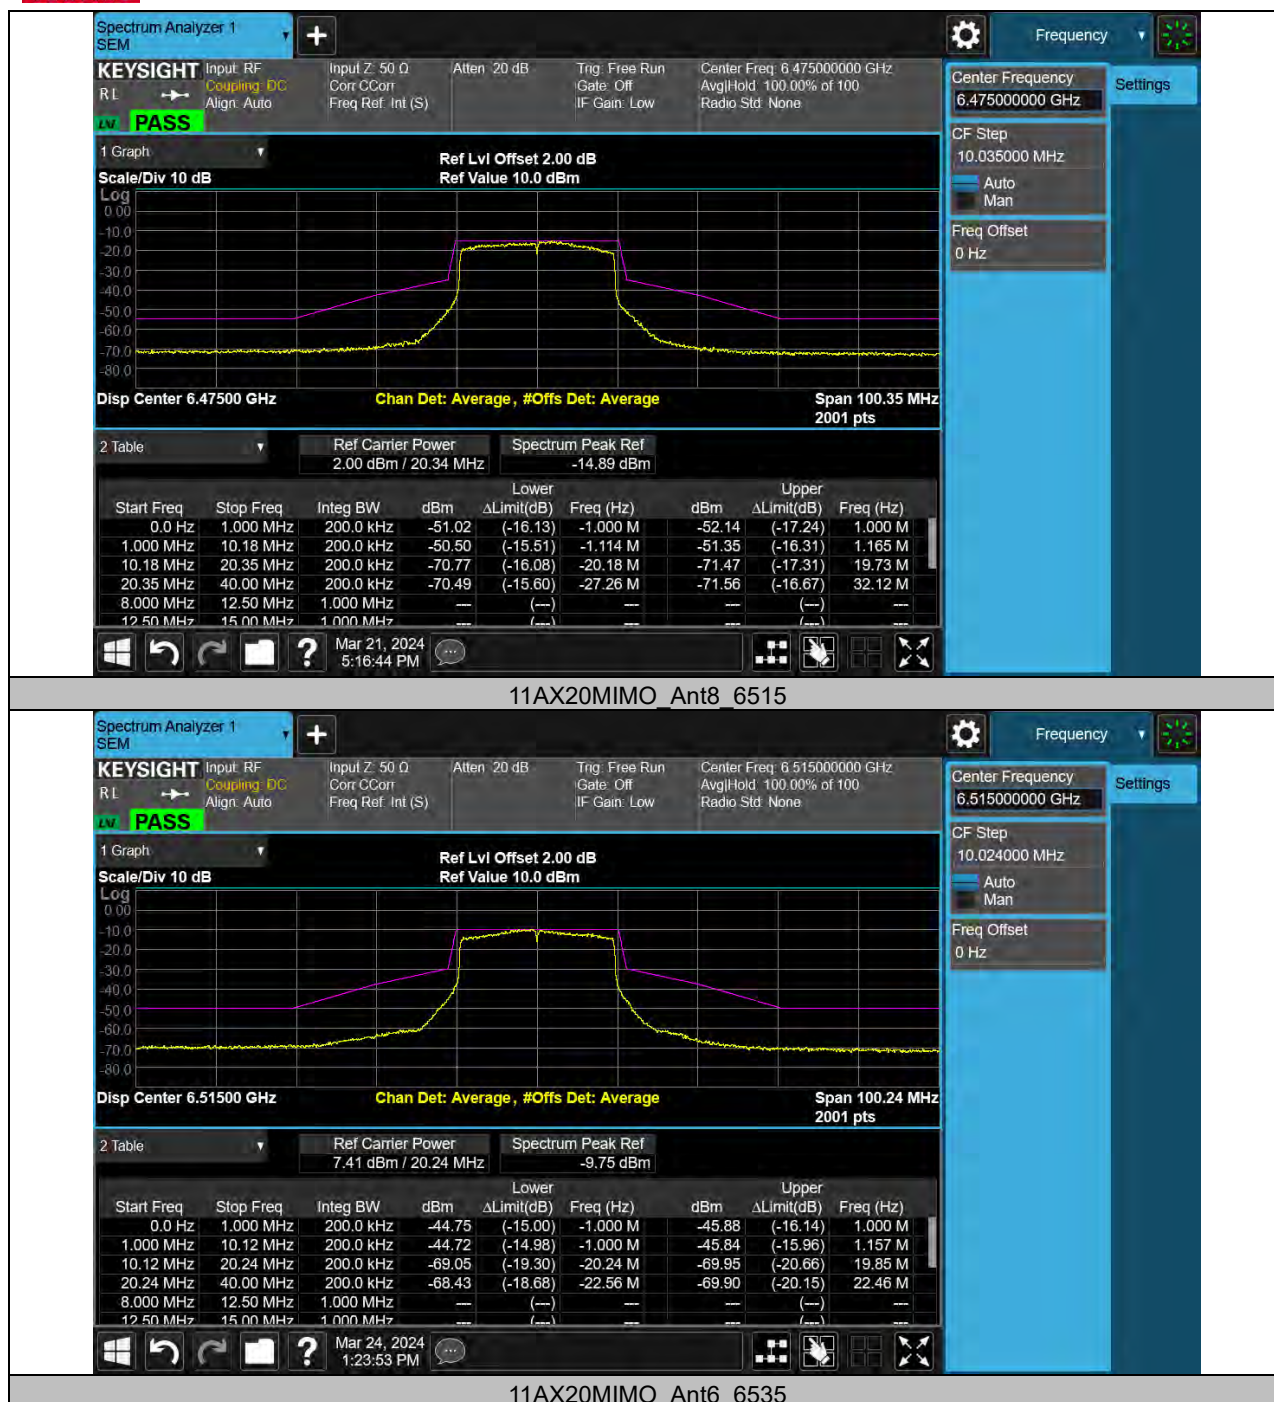 Spectrum Analyzer 1
SEM
Frequency
KEYSIGHT
Input: RF
Input Z: 50 Ω
Atten: 20 dB
Trig: Free Run
Center Freq: 6.475000000 GHz
RL
Coupling: DC
Corr CCorr
Gate: Off
Avg|Hold: 100.00% of 100
Align: Auto
Freq Ref: Int (S)
IF Gain: Low
Radio Std: None
PASS
Center Frequency
6.475000000 GHz
Settings
CF Step
10.035000 MHz
Auto
Man
Freq Offset
0 Hz
1 Graph
Scale/Div 10 dB
Ref Lvl Offset 2.00 dB
Ref Value 10.0 dBm
Log
0.00
-10.0
-20.0
-30.0
-40.0
-50.0
-60.0
-70.0
-80.0
Disp Center 6.47500 GHz
Chan Det: Average, #Offs Det: Average
Span 100.35 MHz
2001 pts
2 Table
Ref Carrier Power
2.00 dBm / 20.34 MHz
Spectrum Peak Ref
-14.89 dBm
Lower Upper
Start Freq Stop Freq Integ BW dBm ΔLimit(dB) Freq (Hz) dBm ΔLimit(dB) Freq (Hz)
0.0 Hz 1.000 MHz 200.0 kHz -51.02 (-16.13) -1.000 M -52.14 (-17.24) 1.000 M
1.000 MHz 10.18 MHz 200.0 kHz -50.50 (-15.51) -1.114 M -51.35 (-16.31) 1.165 M
10.18 MHz 20.35 MHz 200.0 kHz -70.77 (-16.08) -20.18 M -71.47 (-17.31) 19.73 M
20.35 MHz 40.00 MHz 200.0 kHz -70.49 (-15.60) -27.26 M -71.56 (-16.67) 32.12 M
8.000 MHz 12.50 MHz 1.000 MHz --- (---) --- --- (---) ---
12.50 MHz 15.00 MHz 1.000 MHz --- (---) --- --- (---) ---
Mar 21, 2024
5:16:44 PM
11AX20MIMO_Ant8_6515
Spectrum Analyzer 1
SEM
Frequency
KEYSIGHT
Input: RF
Input Z: 50 Ω
Atten: 20 dB
Trig: Free Run
Center Freq: 6.515000000 GHz
RL
Coupling: DC
Corr CCorr
Gate: Off
Avg|Hold: 100.00% of 100
Align: Auto
Freq Ref: Int (S)
IF Gain: Low
Radio Std: None
PASS
Center Frequency
6.515000000 GHz
Settings
CF Step
10.024000 MHz
Auto
Man
Freq Offset
0 Hz
1 Graph
Scale/Div 10 dB
Ref Lvl Offset 2.00 dB
Ref Value 10.0 dBm
Log
0.00
-10.0
-20.0
-30.0
-40.0
-50.0
-60.0
-70.0
-80.0
Disp Center 6.51500 GHz
Chan Det: Average, #Offs Det: Average
Span 100.24 MHz
2001 pts
2 Table
Ref Carrier Power
7.41 dBm / 20.24 MHz
Spectrum Peak Ref
-9.75 dBm
Lower Upper
Start Freq Stop Freq Integ BW dBm ΔLimit(dB) Freq (Hz) dBm ΔLimit(dB) Freq (Hz)
0.0 Hz 1.000 MHz 200.0 kHz -44.75 (-15.00) -1.000 M -45.88 (-16.14) 1.000 M
1.000 MHz 10.12 MHz 200.0 kHz -44.72 (-14.98) -1.000 M -45.84 (-15.96) 1.157 M
10.12 MHz 20.24 MHz 200.0 kHz -69.05 (-19.30) -20.24 M -69.95 (-20.66) 19.85 M
20.24 MHz 40.00 MHz 200.0 kHz -68.43 (-18.68) -22.56 M -69.90 (-20.15) 22.46 M
8.000 MHz 12.50 MHz 1.000 MHz --- (---) --- --- (---) ---
12.50 MHz 15.00 MHz 1.000 MHz --- (---) --- --- (---) ---
Mar 24, 2024
1:23:53 PM
11AX20MIMO_Ant6_6535